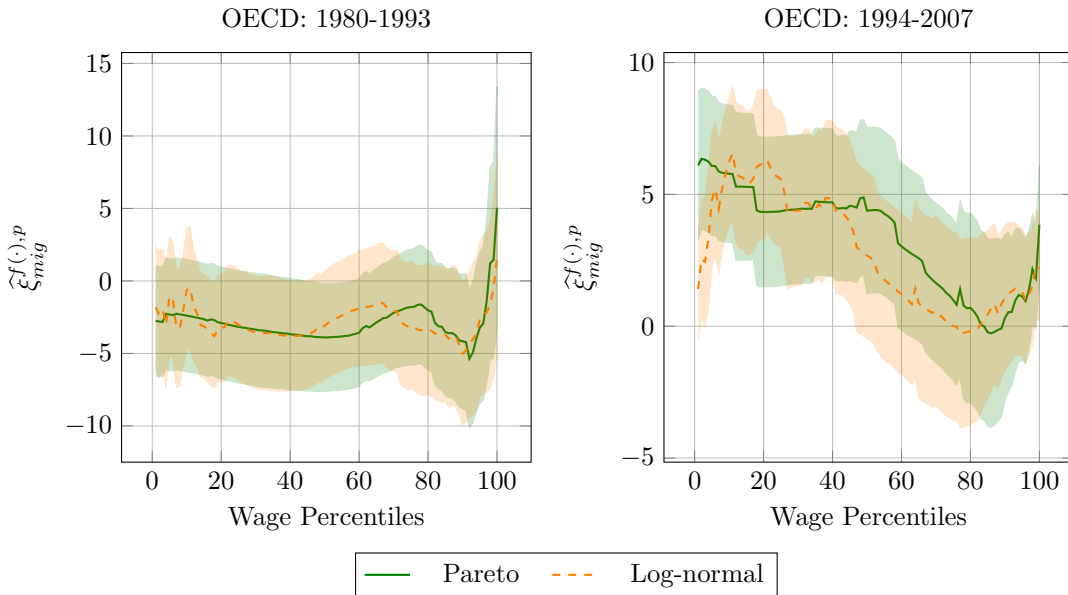 OECD: 1980-1993
15
10
5
0
−5
−10
0 20 40 60 80 100
Wage Percentiles
ξ̂^{f(·),p}_{mig}
OECD: 1994-2007
10
5
0
−5
0 20 40 60 80 100
Wage Percentiles
ξ̂^{f(·),p}_{mig}
Pareto Log-normal